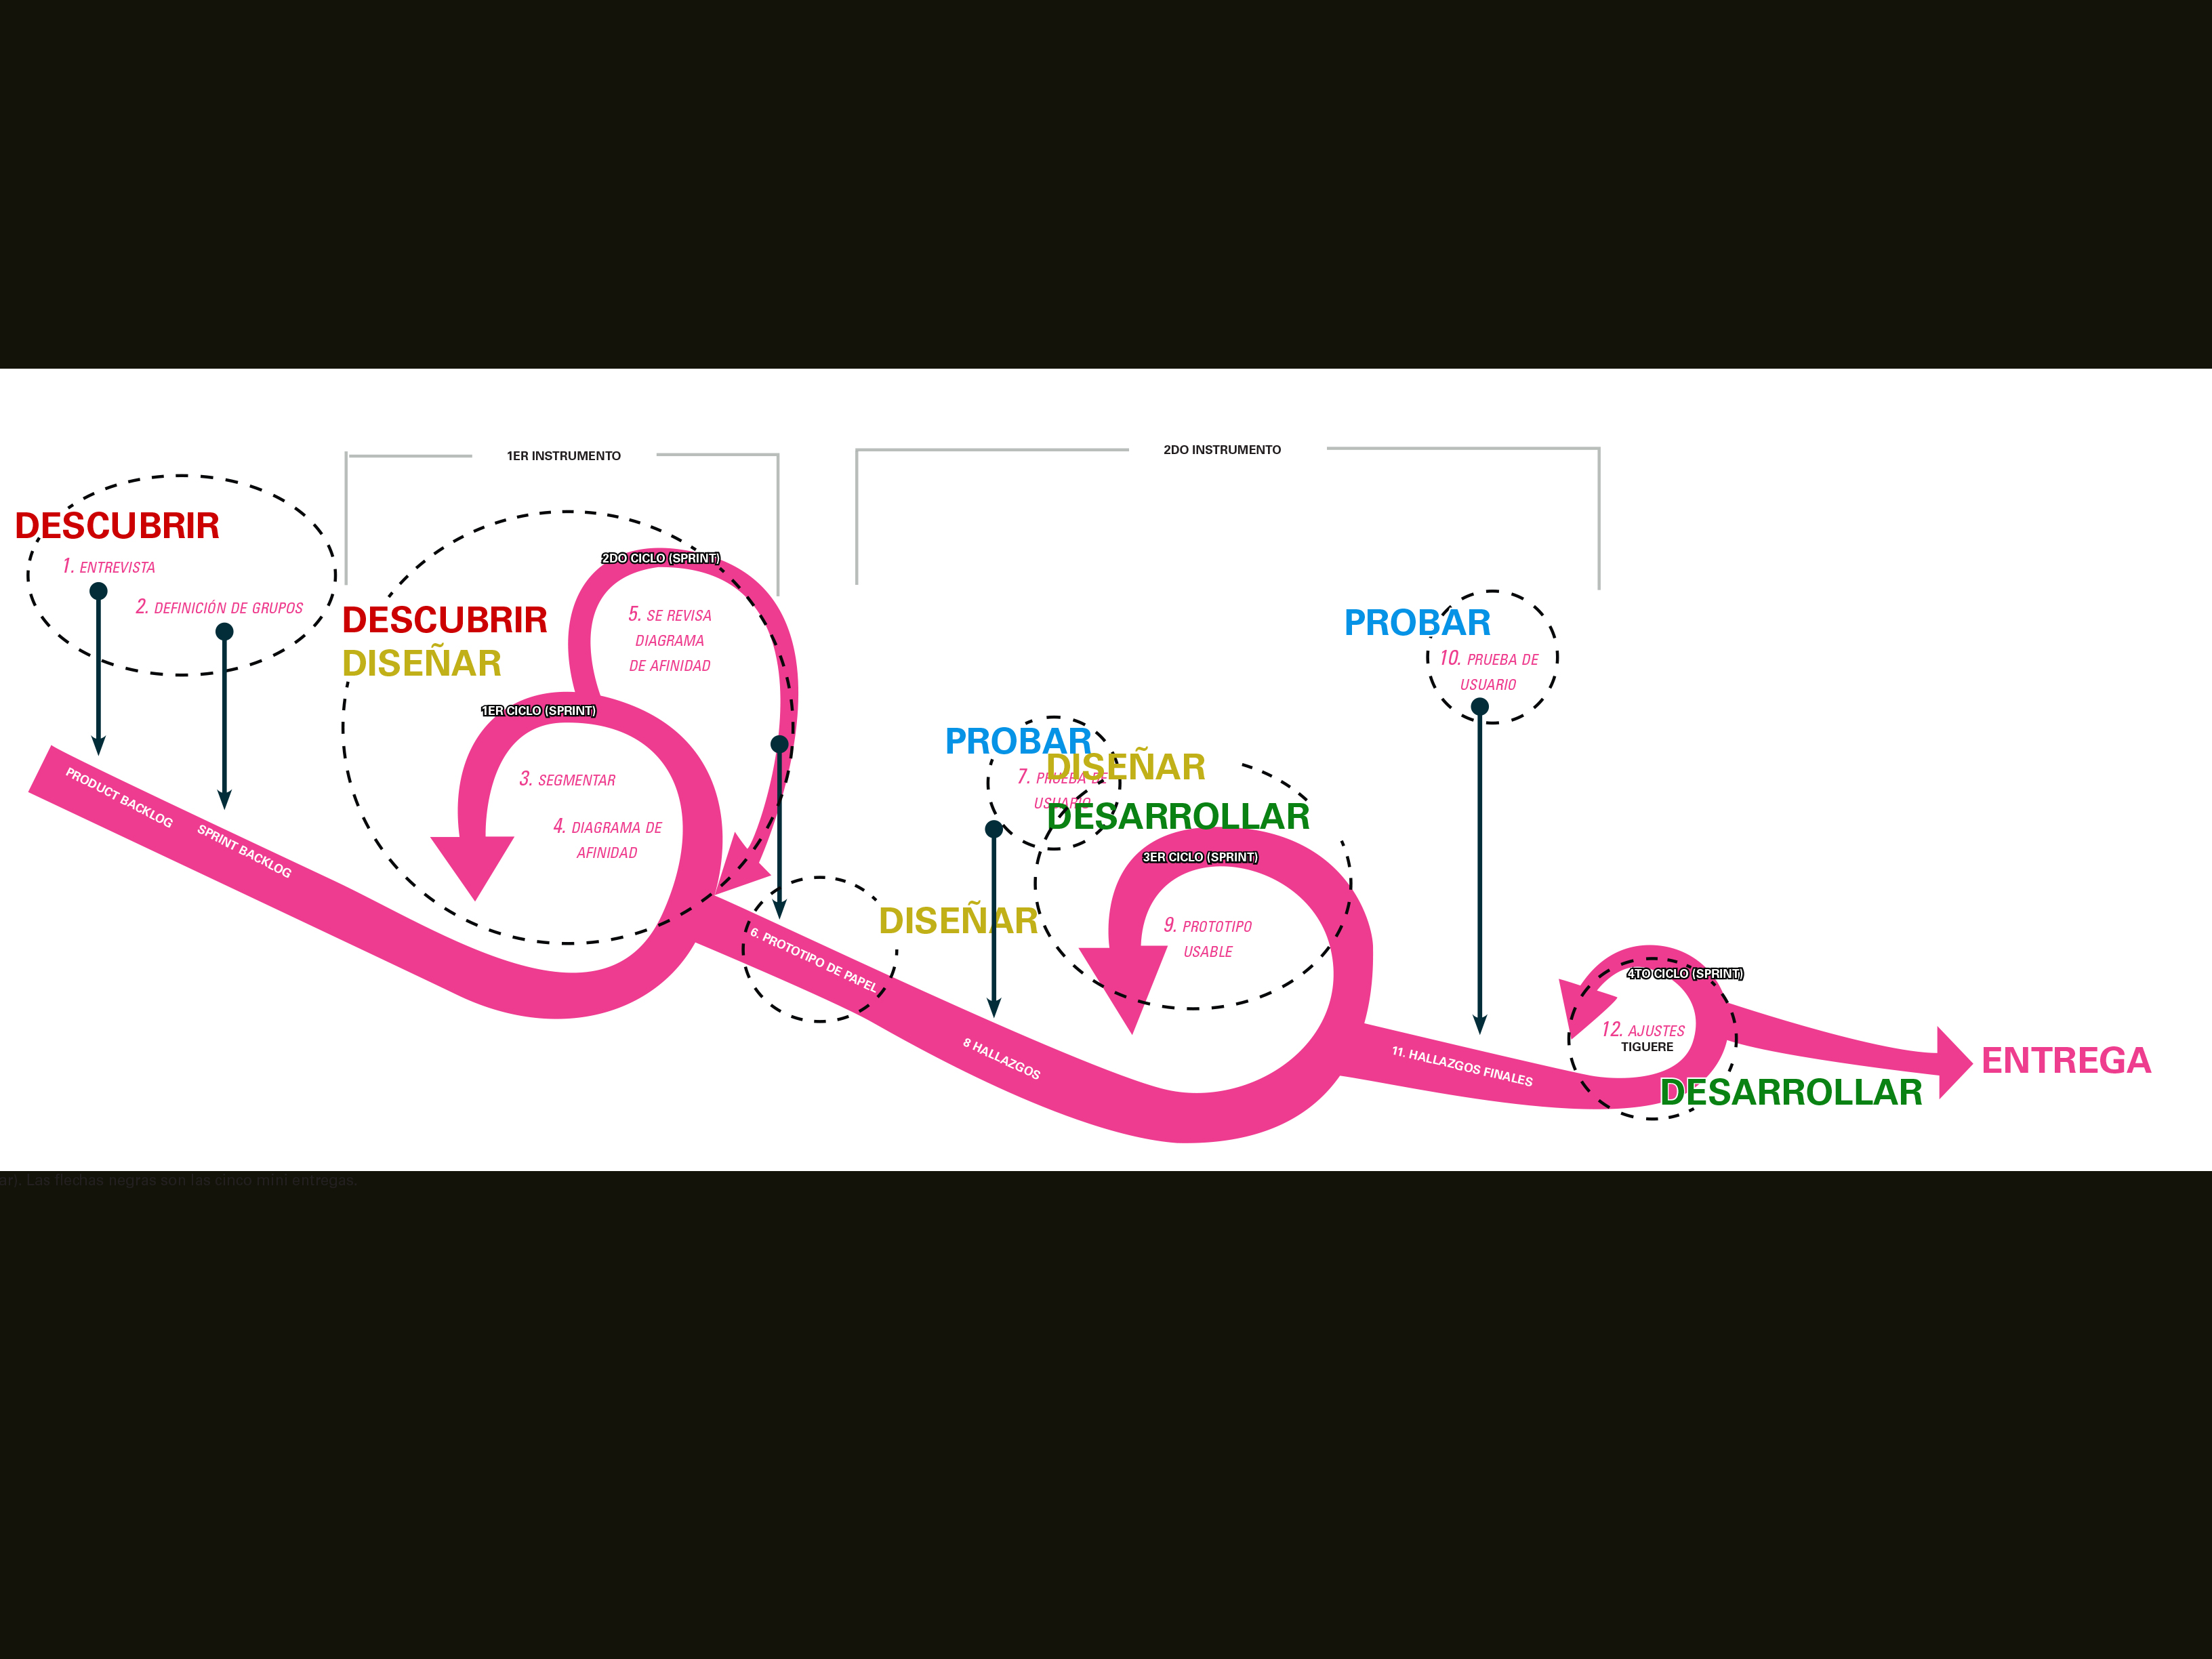 1ER INSTRUMENTO
2DO INSTRUMENTO
DESCUBRIR
1. ENTREVISTA
2. DEFINICIÓN DE GRUPOS
PRODUCT BACKLOG
SPRINT BACKLOG
DESCUBRIR
DISEÑAR
2DO CICLO (SPRINT)
5. SE REVISA
DIAGRAMA
DE AFINIDAD
1ER CICLO (SPRINT)
3. SEGMENTAR
4. DIAGRAMA DE
AFINIDAD
6. PROTOTIPO DE PAPEL
DISEÑAR
PROBAR
7. PRUEBA DE
USUARIO
8 HALLAZGOS
DISEÑAR
DESARROLLAR
3ER CICLO (SPRINT)
9. PROTOTIPO
USABLE
PROBAR
10. PRUEBA DE
USUARIO
11. HALLAZGOS FINALES
4TO CICLO (SPRINT)
12. AJUSTES
TIGUERE
DESARROLLAR
ENTREGA
ar). Las flechas negras son las cinco mini entregas.